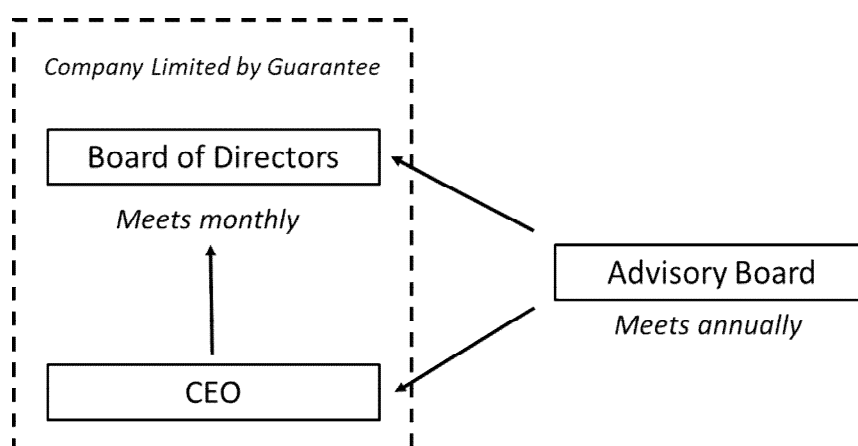 Company Limited by Guarantee
Board of Directors
Meets monthly
Advisory Board
Meets annually
CEO